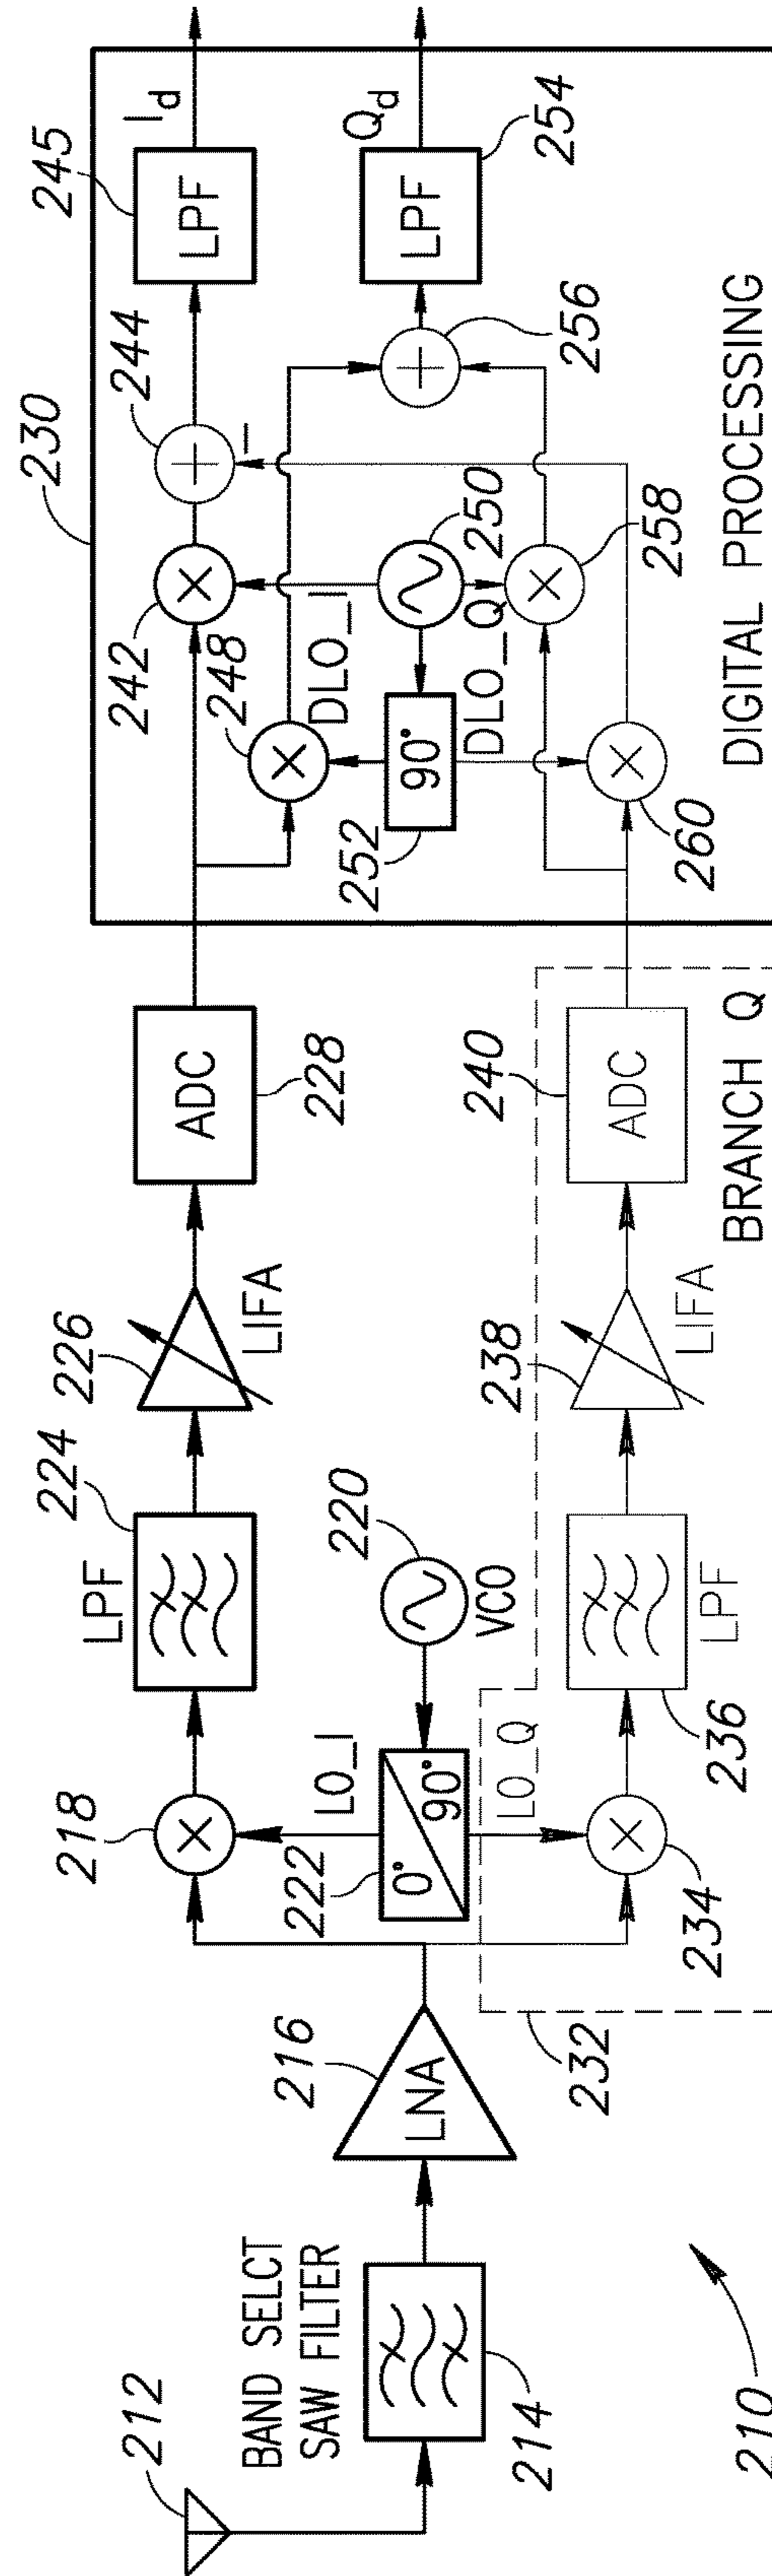 212
BAND SELCT
SAW FILTER
214
210
LNA
216
232
218
222
0°
90°
LO_I
LO_Q
234
220
VCO
LPF
224
LPF
236
226
LIFA
238
LIFA
ADC
228
240
ADC
BRANCH Q
230
242
248
244
245
LPF
I_d
DLO_I
250
252
90°
DLO_Q
258
260
256
LPF
254
Q_d
−
DIGITAL PROCESSING